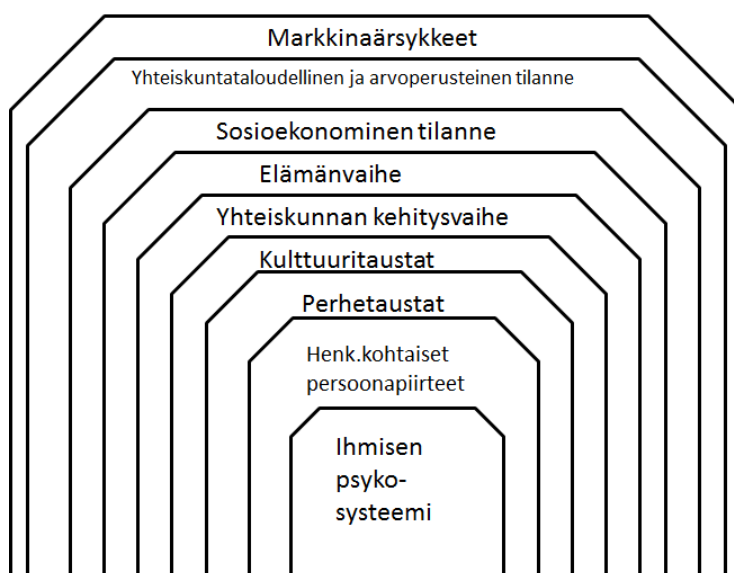 Markkinaärsykkeet
Yhteiskuntataloudellinen ja arvoperusteinen tilanne
Sosioekonominen tilanne
Elämänvaihe
Yhteiskunnan kehitysvaihe
Kulttuuritaustat
Perhetaustat
Henk.kohtaiset
persoonapiirteet
Ihmisen
psyko-
systeemi